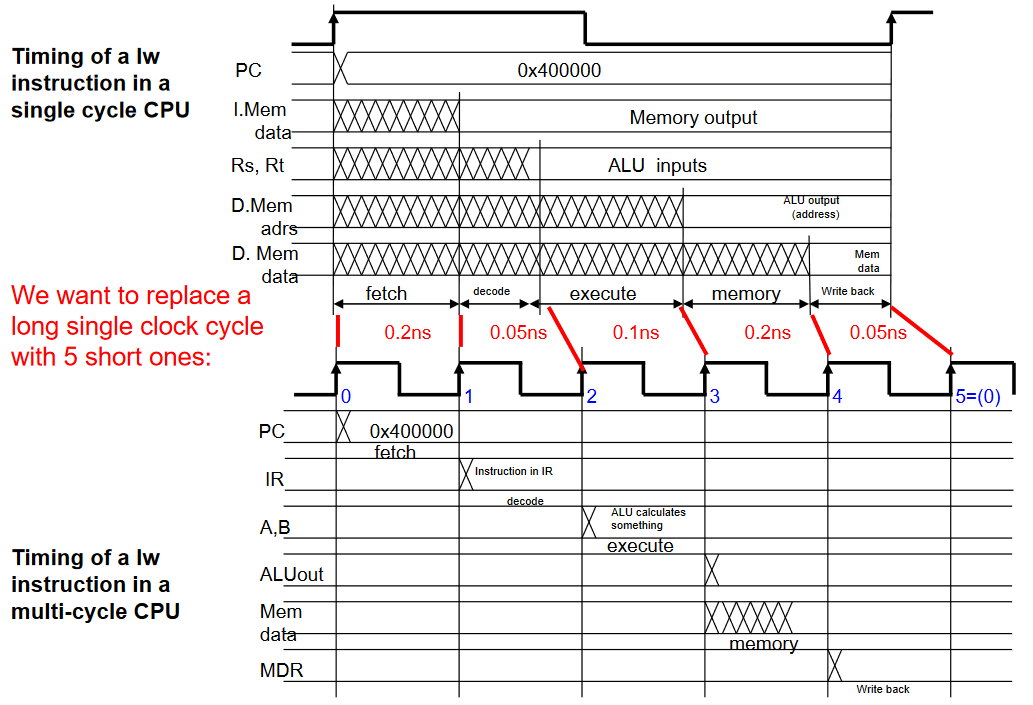 Timing of a lw
instruction in a
single cycle CPU
PC
0x400000
I.Mem
data
Memory output
Rs, Rt
ALU inputs
D.Mem
adrs
ALU output
(address)
D. Mem
data
Mem
data
fetch
decode
execute
memory
Write back
We want to replace a
long single clock cycle
with 5 short ones:
0.2ns
0.05ns
0.1ns
0.2ns
0.05ns
0
1
2
3
4
5=(0)
PC
0x400000
fetch
IR
Instruction in IR
decode
A,B
ALU calculates
something
execute
Timing of a lw
instruction in a
multi-cycle CPU
ALUout
Mem
data
memory
MDR
Write back